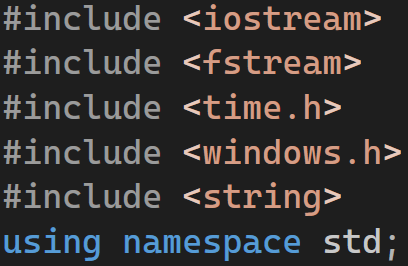 #include <iostream>
#include <fstream>
#include <time.h>
#include <windows.h>
#include <string>
using namespace std;